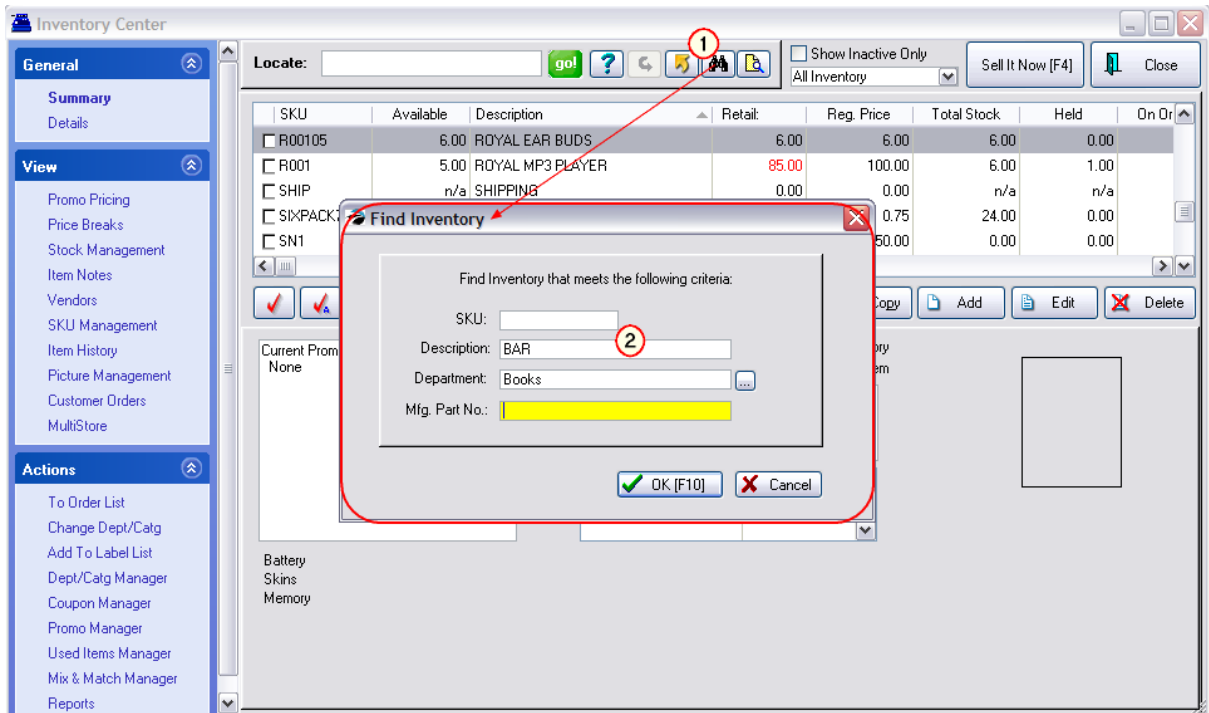 Inventory Center
General
Summary
Details
View
Promo Pricing
Price Breaks
Stock Management
Item Notes
Vendors
SKU Management
Item History
Picture Management
Customer Orders
MultiStore
Actions
To Order List
Change Dept/Catg
Add To Label List
Dept/Catg Manager
Coupon Manager
Promo Manager
Used Items Manager
Mix & Match Manager
Reports
Locate: go! ? 1 Show Inactive Only
All Inventory
Sell It Now [F4] Close
SKU Available Description Retail: Reg. Price Total Stock Held On Or
R00105 6.00 ROYAL EAR BUDS 6.00 6.00 6.00 0.00
R001 5.00 ROYAL MP3 PLAYER 85.00 100.00 6.00 1.00
SHIP n/a SHIPPING 0.00 0.00 n/a n/a
SIXPACK 0.75 24.00 0.00
SN1 50.00 0.00 0.00
Copy Add Edit Delete
Find Inventory
Find Inventory that meets the following criteria:
SKU:
2
Description: BAR
Department: Books ...
Mfg. Part No.:
OK [F10] Cancel
Current Prom
None
ory
em
Battery
Skins
Memory